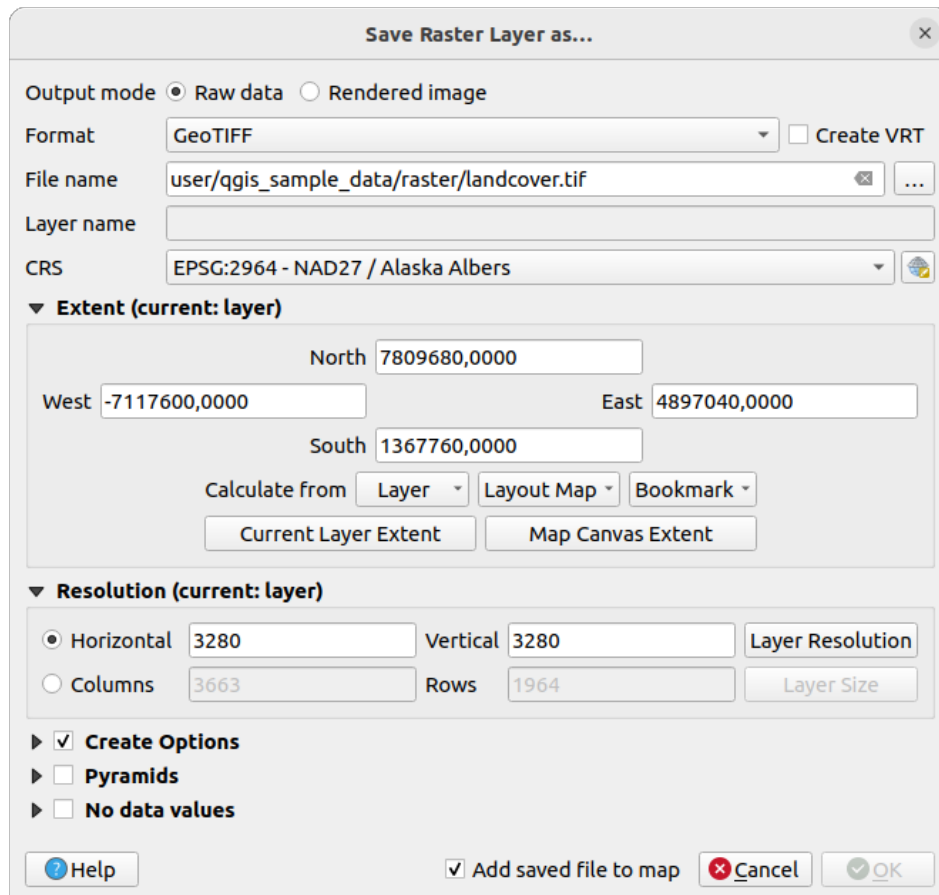 Save Raster Layer as...
Output mode Raw data Rendered image
Format GeoTIFF Create VRT
File name user/qgis_sample_data/raster/landcover.tif ...
Layer name
CRS EPSG:2964 - NAD27 / Alaska Albers
Extent (current: layer)
North 7809680,0000
West -7117600,0000 East 4897040,0000
South 1367760,0000
Calculate from Layer Layout Map Bookmark
Current Layer Extent Map Canvas Extent
Resolution (current: layer)
Horizontal 3280 Vertical 3280 Layer Resolution
Columns 3663 Rows 1964 Layer Size
Create Options
Pyramids
No data values
Help Add saved file to map Cancel OK